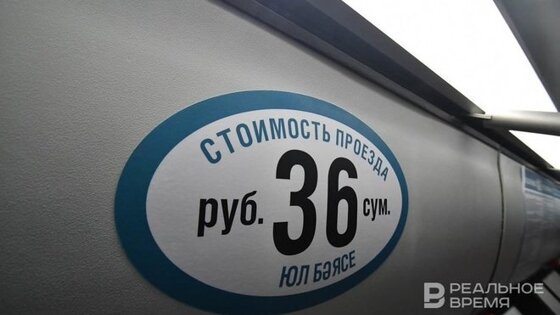 СТОИМОСТЬ ПРОЕЗДА
руб. 36 сум.
ЮЛ БӘЯСЕ
РЕАЛЬНОЕ
ВРЕМЯ